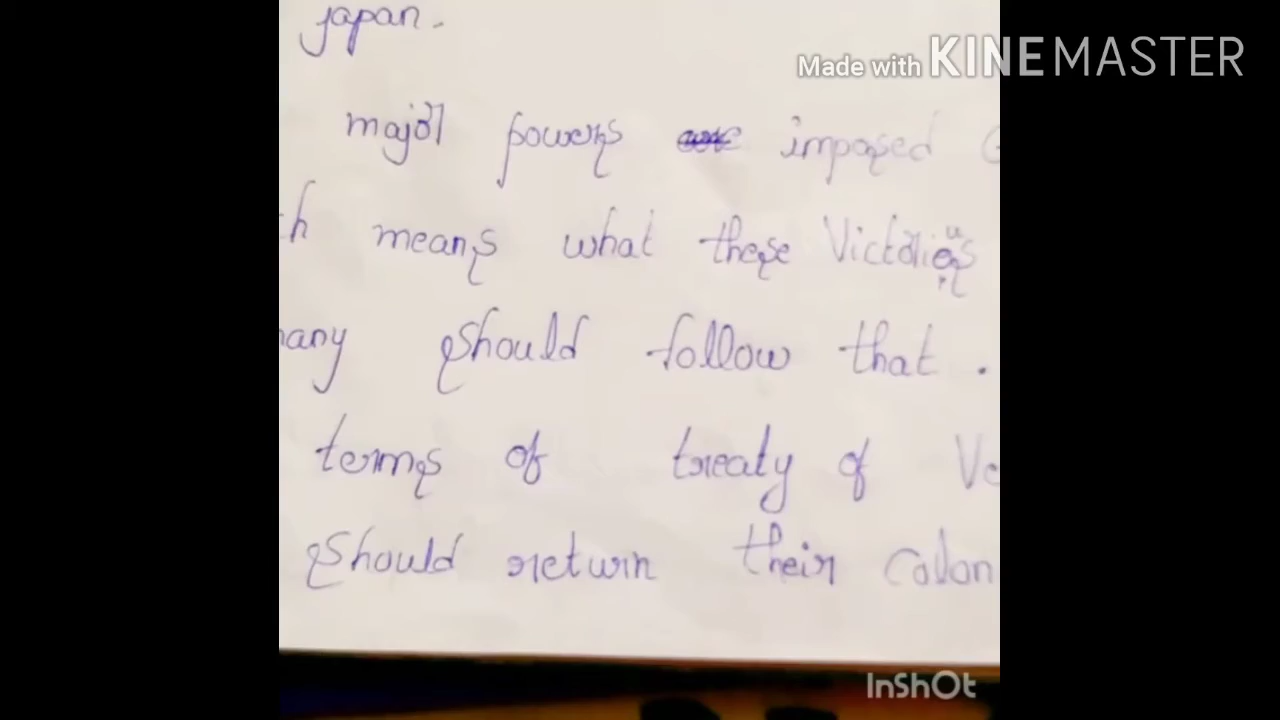 japan.
Made with KINEMASTER
major powers imposed
means what these Victorious
should follow that.
terms of treaty of
should return their
InShOt